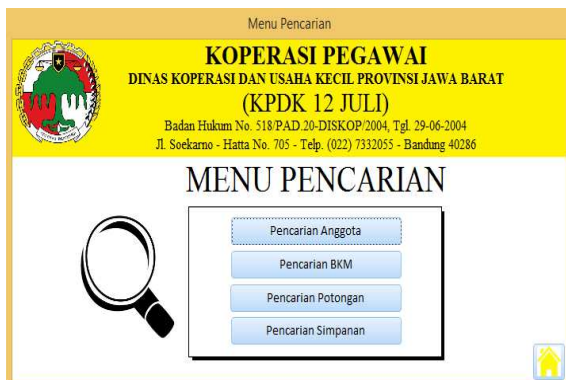 Menu Pencarian
KOPERASI PEGAWAI
DINAS KOPERASI DAN USAHA KECIL PROVINSI JAWA BARAT
(KPDK 12 JULI)
Badan Hukum No. 518/PAD.20-DISKOP/2004, Tgl. 29-06-2004
Jl. Soekarno - Hatta No. 705 - Telp. (022) 7332055 - Bandung 40286
MENU PENCARIAN
Pencarian Anggota
Pencarian BKM
Pencarian Potongan
Pencarian Simpanan